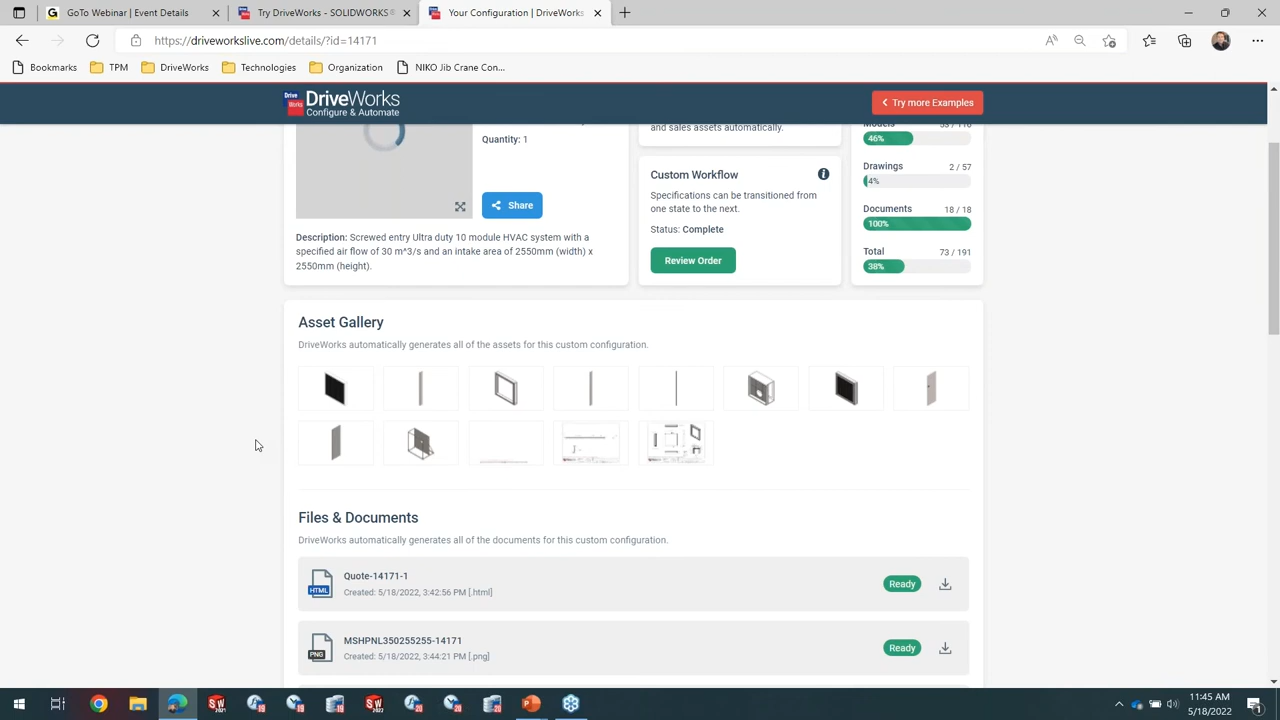 GoTo Webinar | Event Details
Try DriveWorks - SOLIDWORKS®
Your Configuration | DriveWorks
https://driveworkslive.com/details/?id=14171
Bookmarks
TPM
DriveWorks
Technologies
Organization
NIKO Jib Crane Con...
DriveWorks
Configure & Automate
Try more Examples
Quantity: 1
Share
Description: Screwed entry Ultra duty 10 module HVAC system with a
specified air flow of 30 m^3/s and an intake area of 2550mm (width) x
2550mm (height).
and sales assets automatically.
Custom Workflow
Specifications can be transitioned from
one state to the next.
Status: Complete
Review Order
Models 53 / 116
46%
Drawings 2 / 57
4%
Documents 18 / 18
100%
Total 73 / 191
38%
Asset Gallery
DriveWorks automatically generates all of the assets for this custom configuration.
Files & Documents
DriveWorks automatically generates all of the documents for this custom configuration.
HTML
Quote-14171-1
Created: 5/18/2022, 3:42:56 PM [.html]
Ready
PNG
MSHPNL350255255-14171
Created: 5/18/2022, 3:44:21 PM [.png]
Ready
11:45 AM
5/18/2022